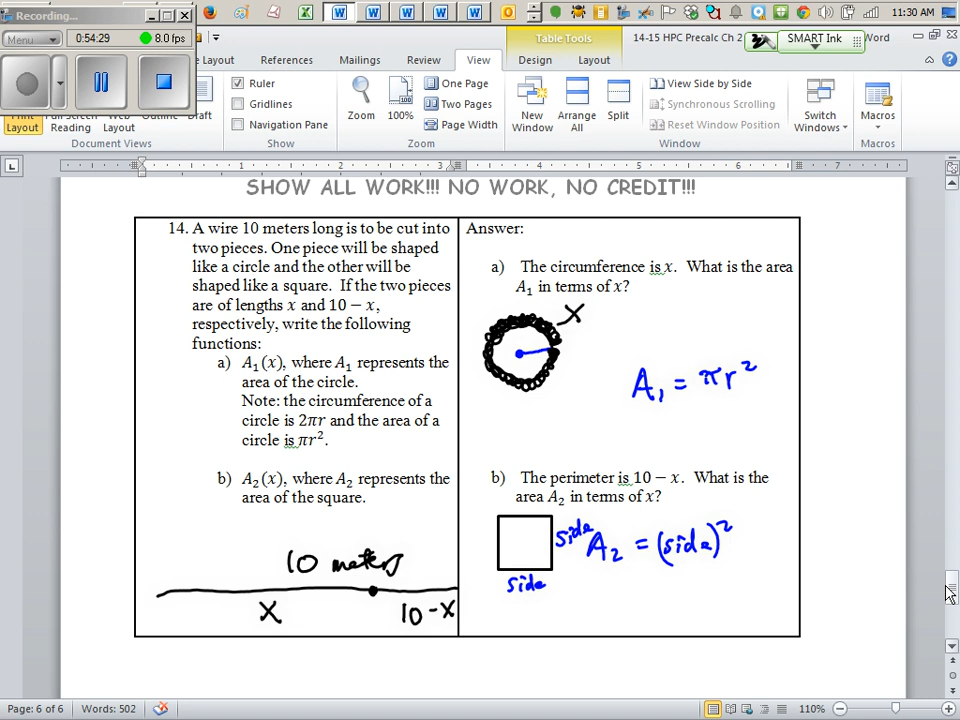 Recording...
Menu
0:54:29
8.0 fps
11:30 AM
Table Tools
14-15 HPC Precalc Ch 2
SMART Ink
Word
Layout
References
Mailings
Review
View
Design
Layout
Print Layout
Full Screen Reading
Web Layout
Outline
Draft
Document Views
Ruler
Gridlines
Navigation Pane
Show
Zoom
100%
One Page
Two Pages
Page Width
Zoom
New Window
Arrange All
Split
View Side by Side
Synchronous Scrolling
Reset Window Position
Switch Windows
Window
Macros
Macros
1 2 3 4 5 6 7
SHOW ALL WORK!!! NO WORK, NO CREDIT!!!
14. A wire 10 meters long is to be cut into
two pieces. One piece will be shaped
like a circle and the other will be
shaped like a square. If the two pieces
are of lengths x and 10 − x,
respectively, write the following
functions:
a) A₁(x), where A₁ represents the
area of the circle.
Note: the circumference of a
circle is 2πr and the area of a
circle is πr².
b) A₂(x), where A₂ represents the
area of the square.
10 meters
x
10-x
Answer:
a) The circumference is x. What is the area
A₁ in terms of x?
x
A₁ = πr²
b) The perimeter is 10 − x. What is the
area A₂ in terms of x?
side
A₂ = (side)²
side
Page: 6 of 6
Words: 502
110%